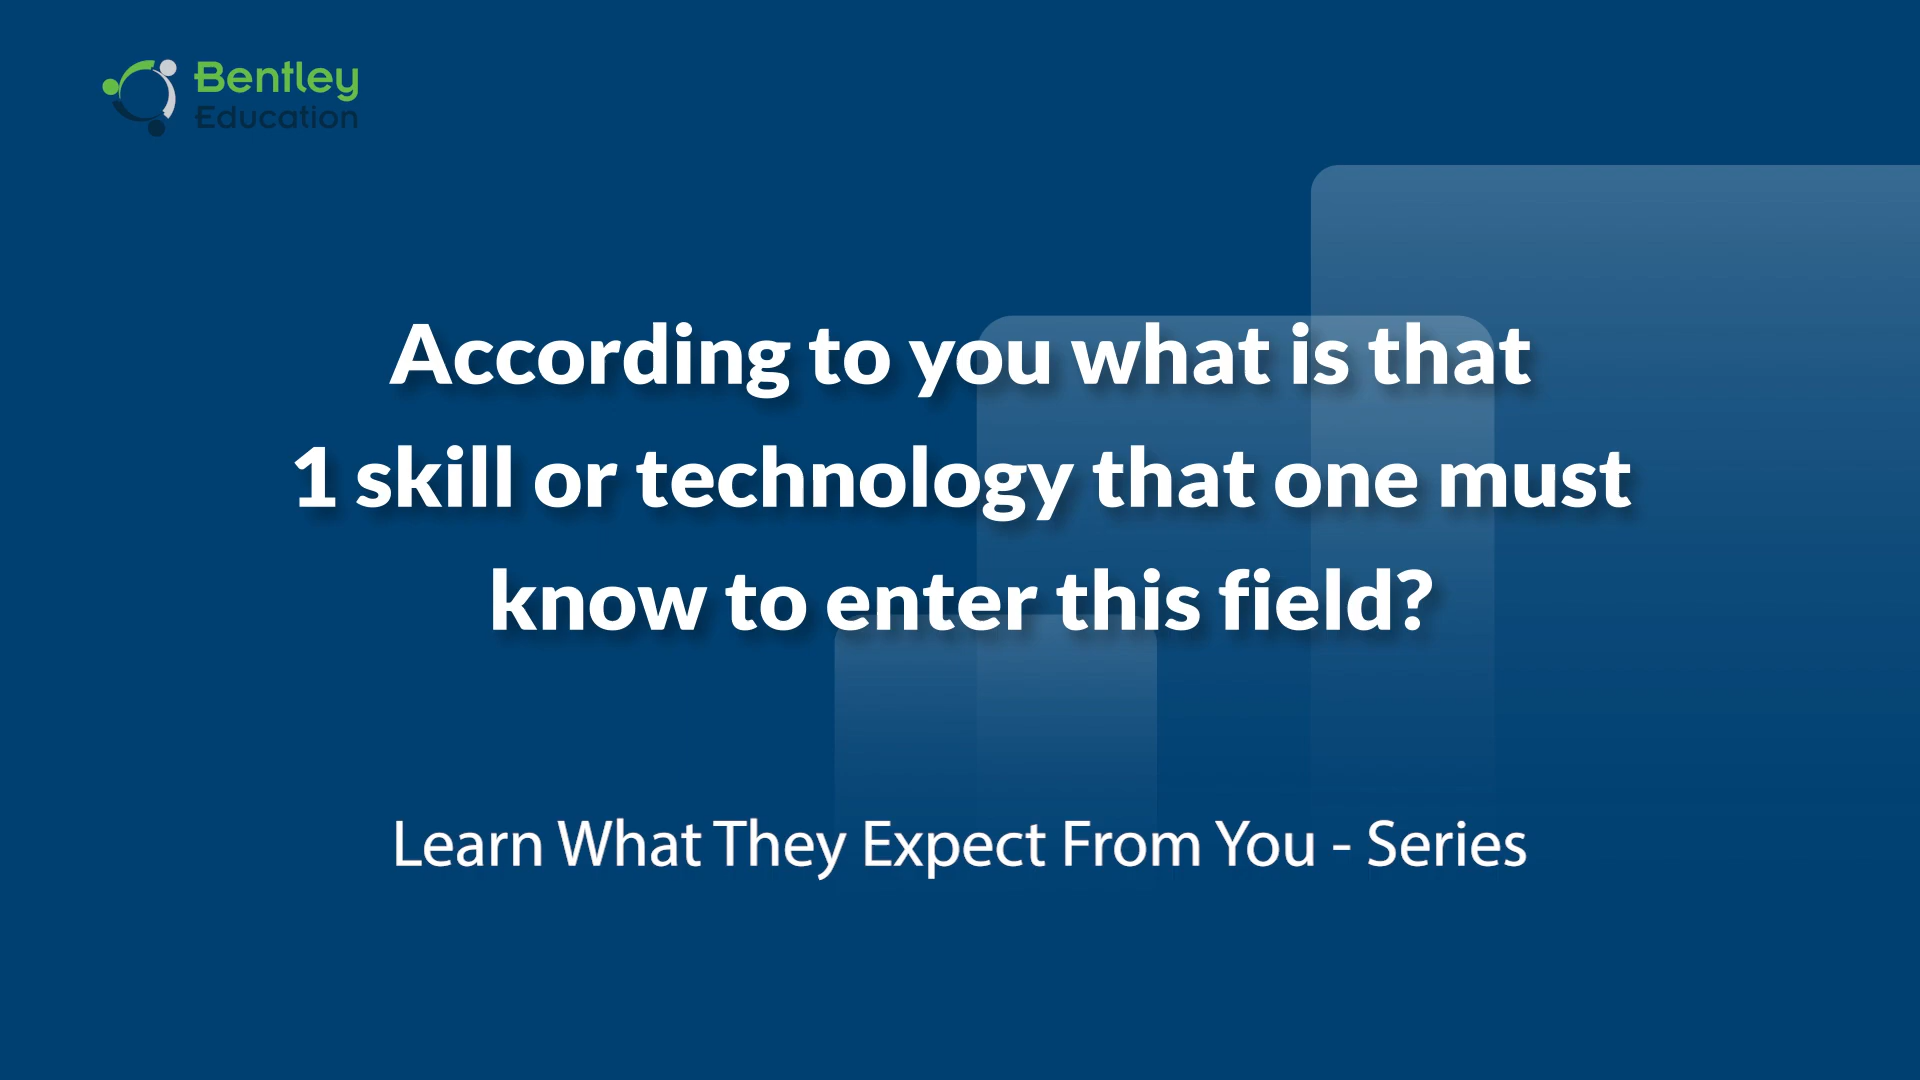 Bentley
Education
According to you what is that
1 skill or technology that one must
know to enter this field?
Learn What They Expect From You - Series